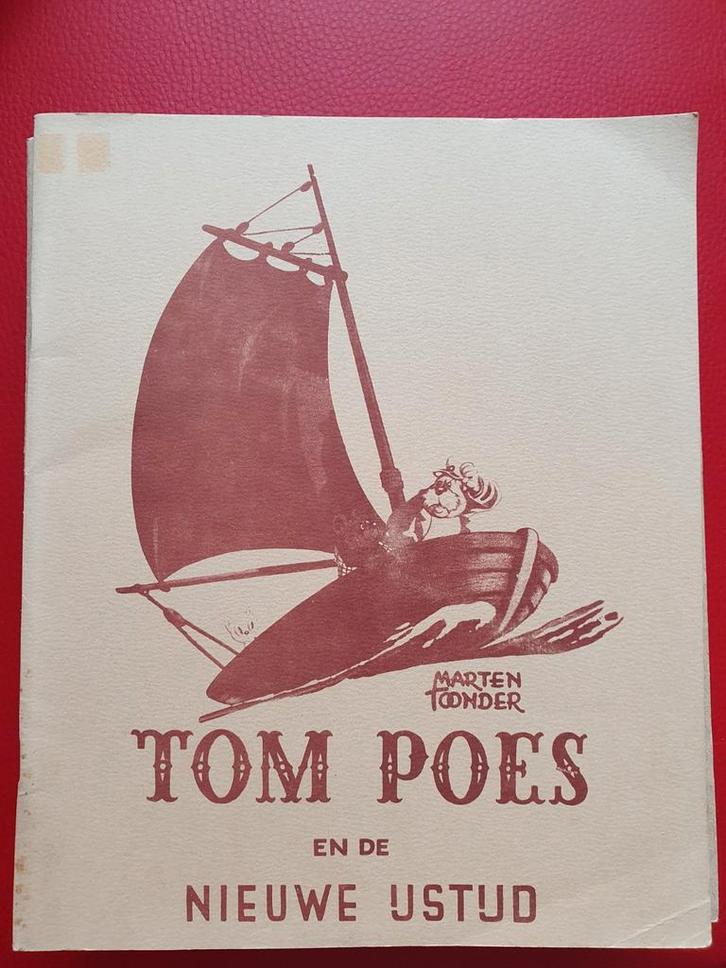 MARTEN
TOONDER
TOM POES
EN DE
NIEUWE IJSTIJD